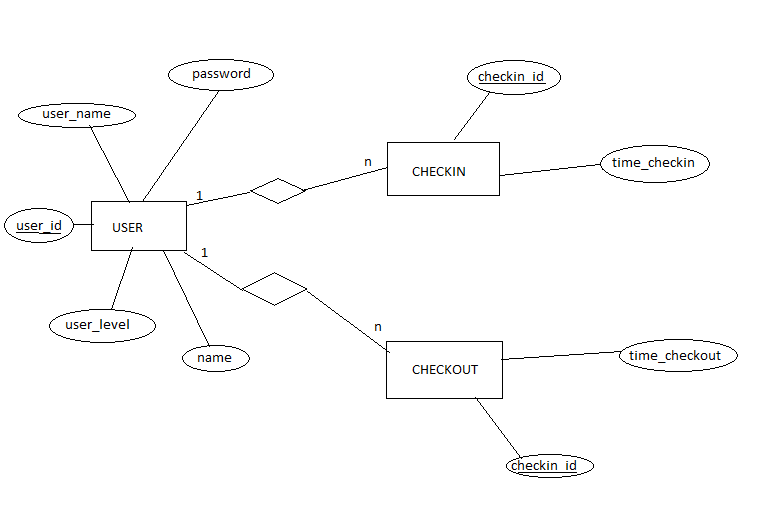 password
checkin_id
user_name
n
time_checkin
CHECKIN
1
user_id
USER
1
n
user_level
name
CHECKOUT
time_checkout
checkin_id